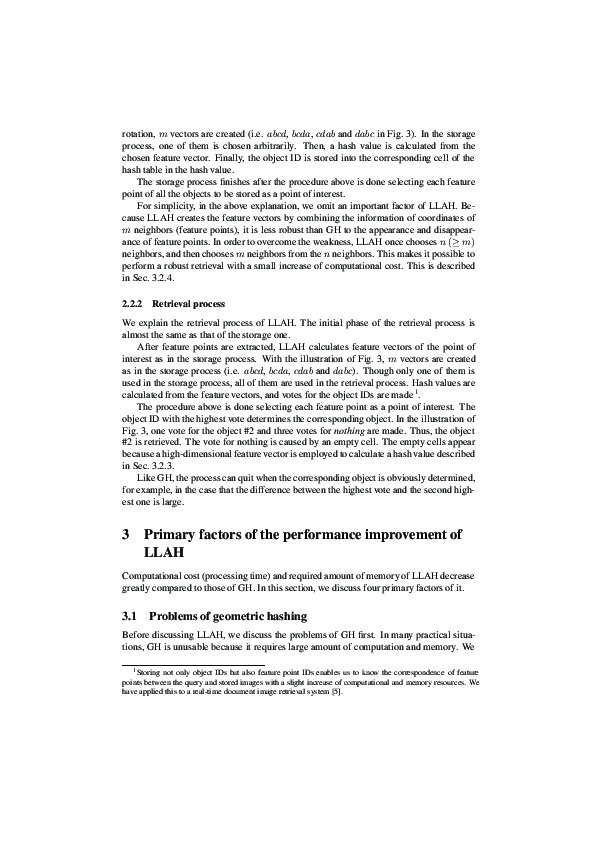 rotation, m vectors are created (i.e. abcd, bcda, cdab and dabc in Fig. 3). In the storage
process, one of them is chosen arbitrarily. Then, a hash value is calculated from the
chosen feature vector. Finally, the object ID is stored into the corresponding cell of the
hash table in the hash value.
The storage process finishes after the procedure above is done selecting each feature
point of all the objects to be stored as a point of interest.
For simplicity, in the above explanation, we omit an important factor of LLAH. Be-
cause LLAH creates the feature vectors by combining the information of coordinates of
m neighbors (feature points), it is less robust than GH to the appearance and disappear-
ance of feature points. In order to overcome the weakness, LLAH once chooses n (≥ m)
neighbors, and then chooses m neighbors from the n neighbors. This makes it possible to
perform a robust retrieval with a small increase of computational cost. This is described
in Sec. 3.2.4.
2.2.2 Retrieval process
We explain the retrieval process of LLAH. The initial phase of the retrieval process is
almost the same as that of the storage one.
After feature points are extracted, LLAH calculates feature vectors of the point of
interest as in the storage process. With the illustration of Fig. 3, m vectors are created
as in the storage process (i.e. abcd, bcda, cdab and dabc). Though only one of them is
used in the storage process, all of them are used in the retrieval process. Hash values are
calculated from the feature vectors, and votes for the object IDs are made¹.
The procedure above is done selecting each feature point as a point of interest. The
object ID with the highest vote determines the corresponding object. In the illustration of
Fig. 3, one vote for the object #2 and three votes for nothing are made. Thus, the object
#2 is retrieved. The vote for nothing is caused by an empty cell. The empty cells appear
because a high-dimensional feature vector is employed to calculate a hash value described
in Sec. 3.2.3.
Like GH, the process can quit when the corresponding object is obviously determined,
for example, in the case that the difference between the highest vote and the second high-
est one is large.
3 Primary factors of the performance improvement of
LLAH
Computational cost (processing time) and required amount of memory of LLAH decrease
greatly compared to those of GH. In this section, we discuss four primary factors of it.
3.1 Problems of geometric hashing
Before discussing LLAH, we discuss the problems of GH first. In many practical situa-
tions, GH is unusable because it requires large amount of computation and memory. We
¹Storing not only object IDs but also feature point IDs enables us to know the correspondence of feature
points between the query and stored images with a slight increase of computational and memory resources. We
have applied this to a real-time document image retrieval system [5].